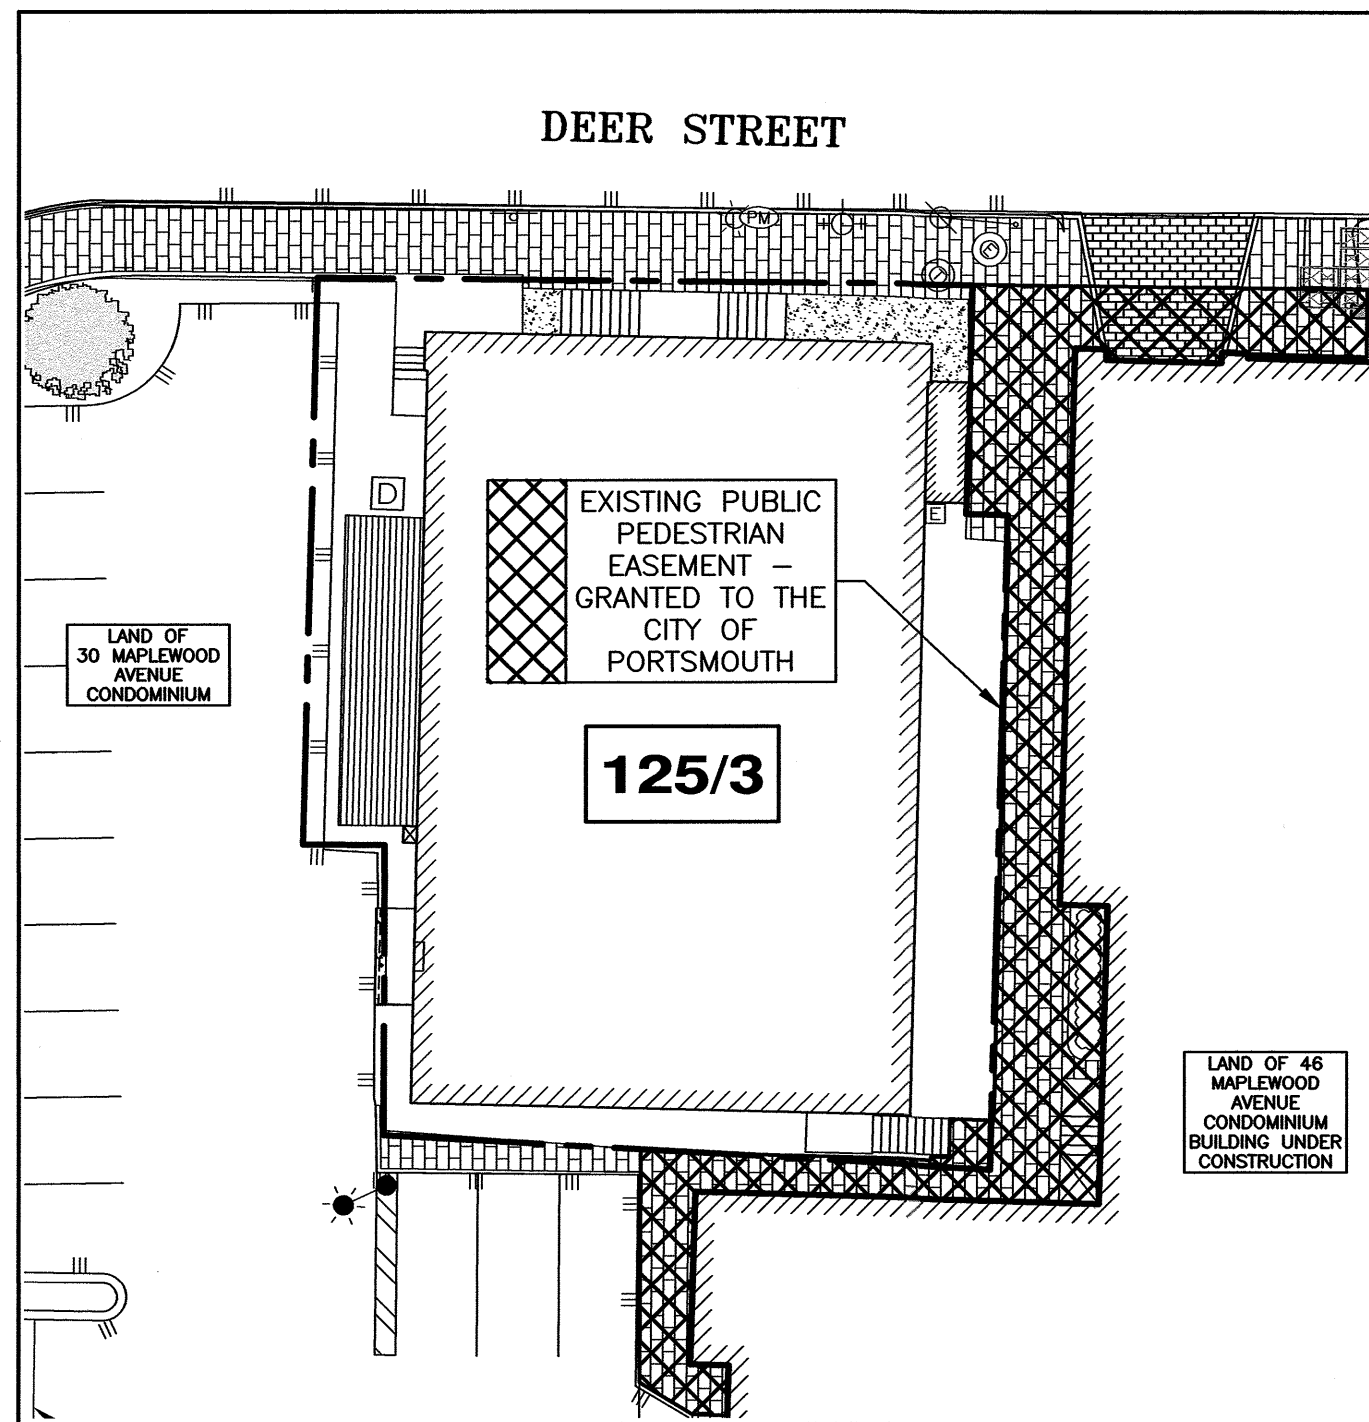 DEER STREET
PM
D
E
EXISTING PUBLIC
PEDESTRIAN
EASEMENT –
GRANTED TO THE
CITY OF
PORTSMOUTH
LAND OF
30 MAPLEWOOD
AVENUE
CONDOMINIUM
125/3
LAND OF 46
MAPLEWOOD
AVENUE
CONDOMINIUM
BUILDING UNDER
CONSTRUCTION